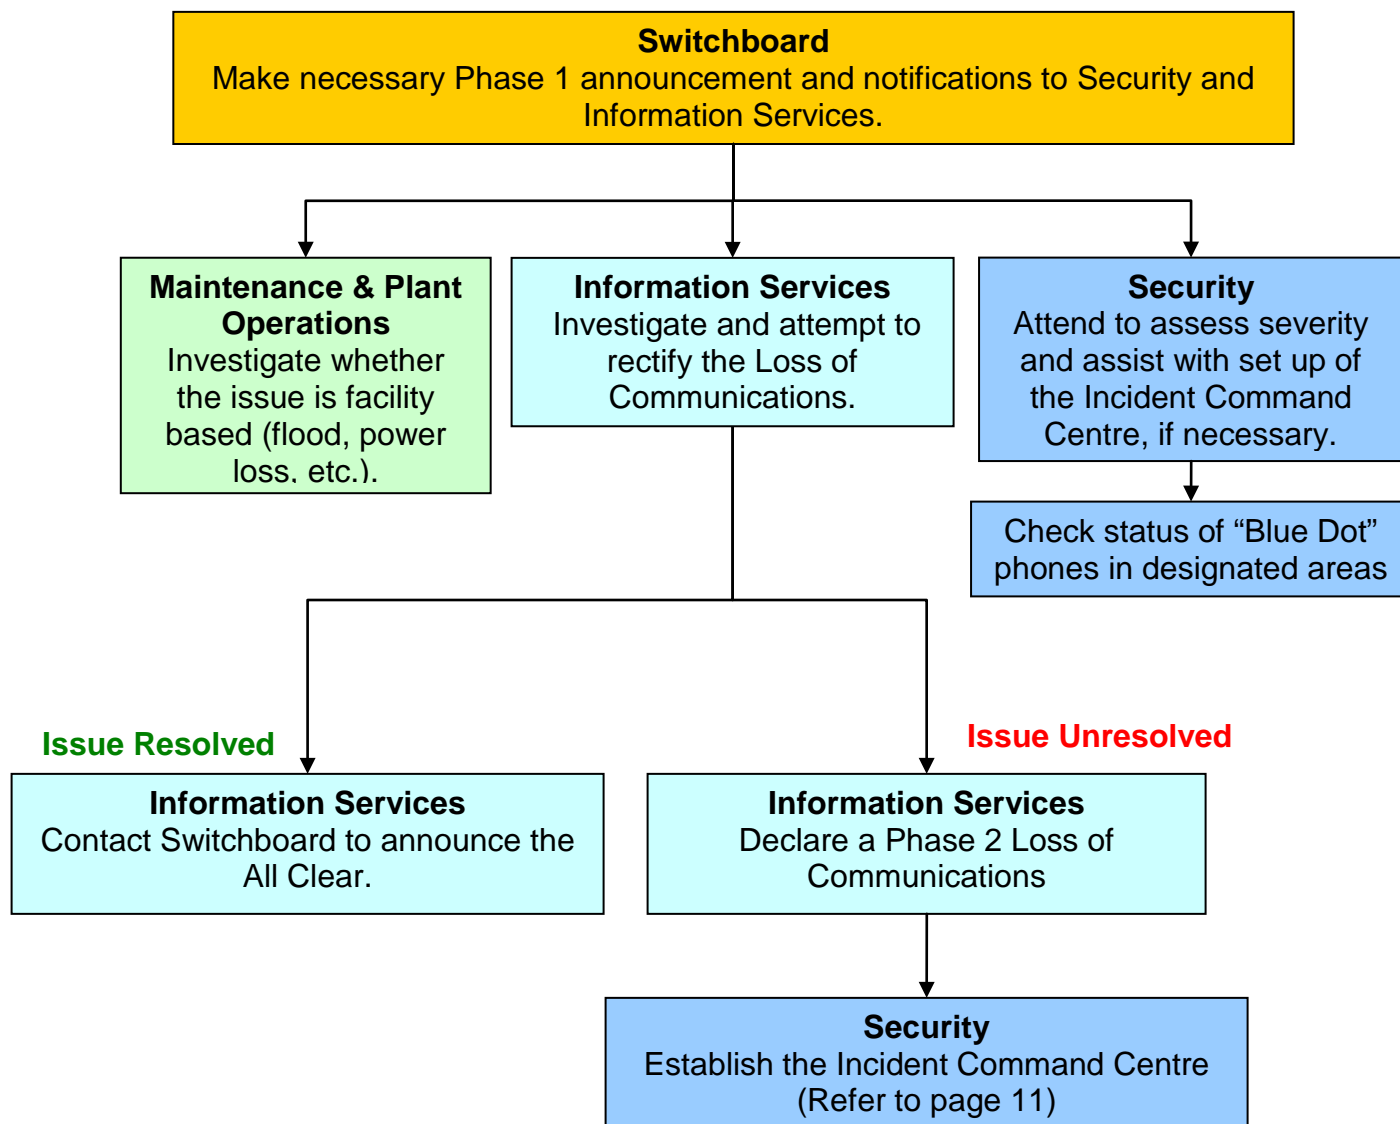 Switchboard
Make necessary Phase 1 announcement and notifications to Security and
Information Services.
Maintenance & Plant
Operations
Investigate whether
the issue is facility
based (flood, power
loss, etc.).
Information Services
Investigate and attempt to
rectify the Loss of
Communications.
Security
Attend to assess severity
and assist with set up of
the Incident Command
Centre, if necessary.
Check status of “Blue Dot”
phones in designated areas
Issue Resolved
Issue Unresolved
Information Services
Contact Switchboard to announce the
All Clear.
Information Services
Declare a Phase 2 Loss of
Communications
Security
Establish the Incident Command Centre
(Refer to page 11)